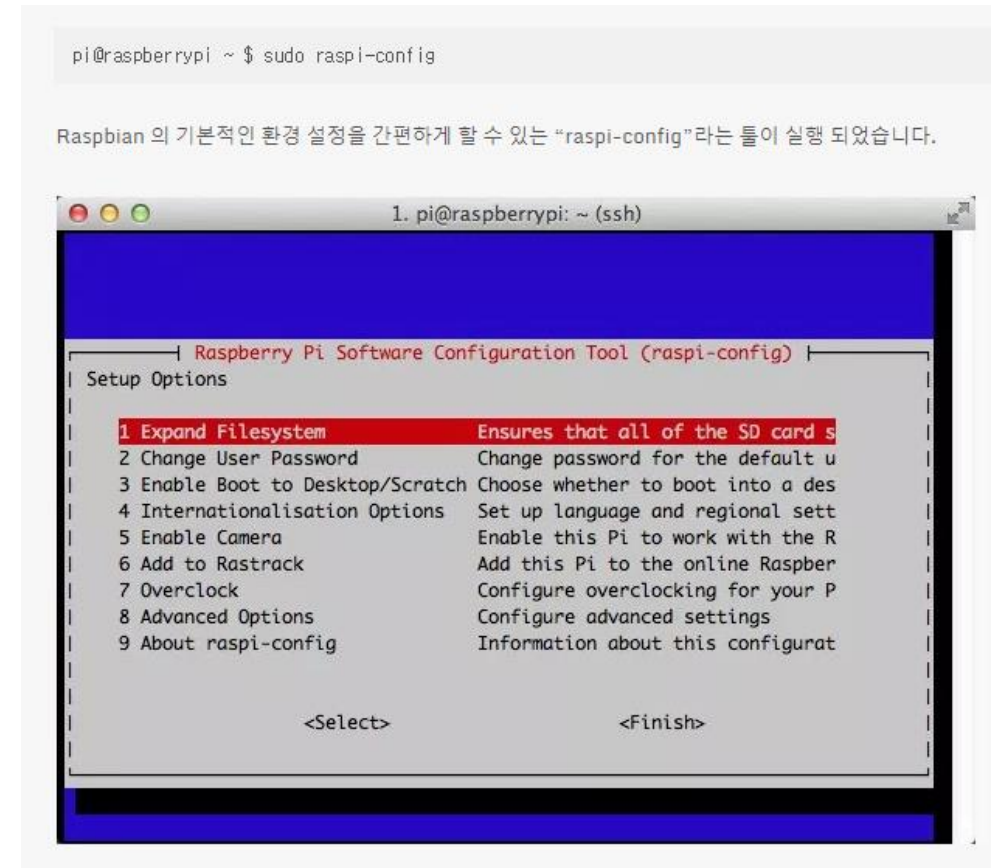 pi@raspberrypi ~ $ sudo raspi-config
Raspbian 의 기본적인 환경 설정을 간편하게 할 수 있는 “raspi-config”라는 툴이 실행 되었습니다.
1. pi@raspberrypi: ~ (ssh)
Raspberry Pi Software Configuration Tool (raspi-config)
Setup Options
1 Expand Filesystem Ensures that all of the SD card s
2 Change User Password Change password for the default u
3 Enable Boot to Desktop/Scratch Choose whether to boot into a des
4 Internationalisation Options Set up language and regional sett
5 Enable Camera Enable this Pi to work with the R
6 Add to Rastrack Add this Pi to the online Raspber
7 Overclock Configure overclocking for your P
8 Advanced Options Configure advanced settings
9 About raspi-config Information about this configurat
<Select> <Finish>